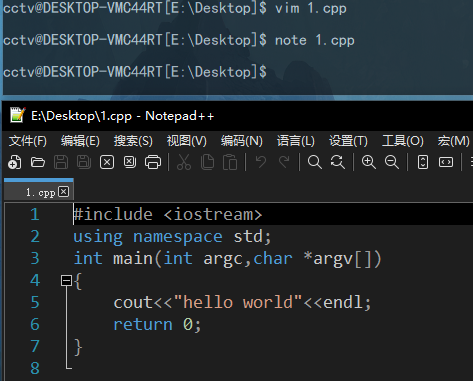 cctv@DESKTOP-VMC44RT[E:\Desktop]$ vim 1.cpp
cctv@DESKTOP-VMC44RT[E:\Desktop]$ note 1.cpp
cctv@DESKTOP-VMC44RT[E:\Desktop]$
E:\Desktop\1.cpp - Notepad++
文件(F) 编辑(E) 搜索(S) 视图(V) 编码(N) 语言(L) 设置(T) 工具(O) 宏(M)
1.cpp
1 #include <iostream>
2 using namespace std;
3 int main(int argc,char *argv[])
4 {
5 cout<<"hello world"<<endl;
6 return 0;
7 }
8